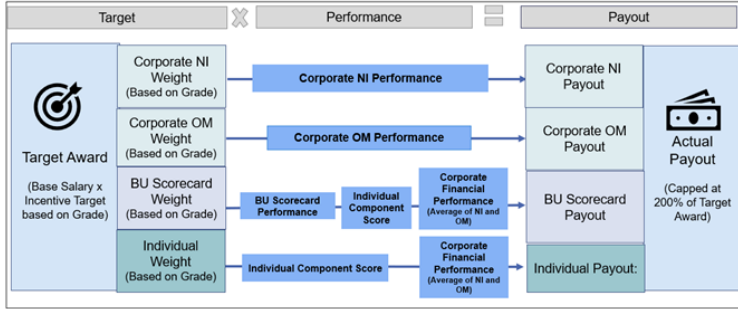 Target
Performance
Payout
Target Award
(Base Salary x
Incentive Target
based on Grade)
Corporate NI
Weight
(Based on Grade)
Corporate NI Performance
Corporate NI
Payout
Corporate OM
Weight
(Based on Grade)
Corporate OM Performance
Corporate OM
Payout
BU Scorecard
Weight
(Based on Grade)
BU Scorecard
Performance
Individual
Component
Score
Corporate
Financial
Performance
(Average of NI and
OM)
BU Scorecard
Payout
Individual
Weight
(Based on Grade)
Individual Component Score
Corporate
Financial
Performance
(Average of NI and
OM)
Individual Payout:
Actual
Payout
(Capped at
200% of Target
Award)